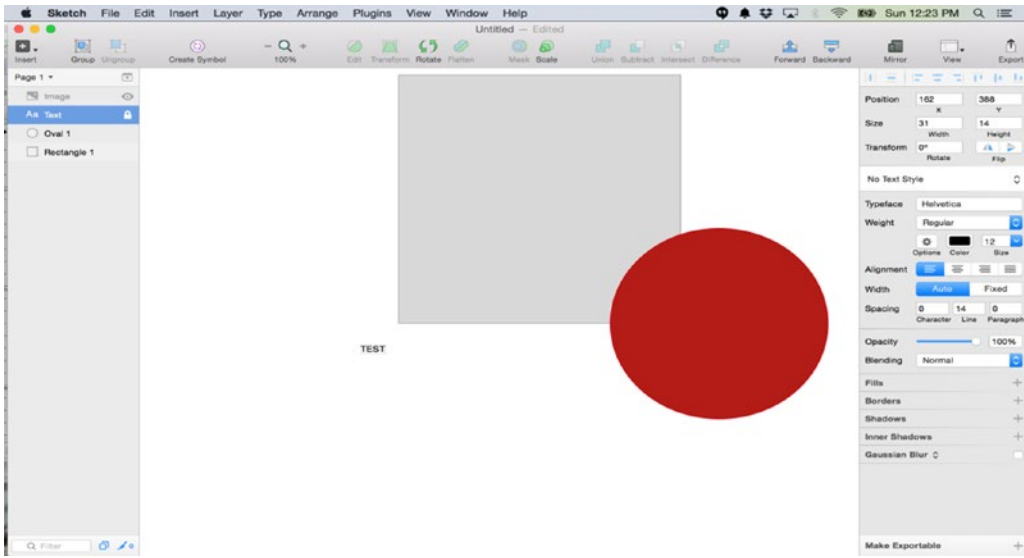 Sketch File Edit Insert Layer Type Arrange Plugins View Window Help Sun 12:23 PM
Untitled — Edited
Insert Group Ungroup Create Symbol 100% Edit Transform Rotate Flatten Mask Scale Union Subtract Intersect Difference Forward Backward Mirror View Export
Page 1
Image
Aa Text
Oval 1
Rectangle 1
TEST
Filter
Position 162 388
X Y
Size 31 14
Width Height
Transform 0°
Rotate Flip
No Text Style
Typeface Helvetica
Weight Regular
12
Options Color Size
Alignment
Width Auto Fixed
Spacing 0 14 0
Character Line Paragraph
Opacity 100%
Blending Normal
Fills
Borders
Shadows
Inner Shadows
Gaussian Blur
Make Exportable